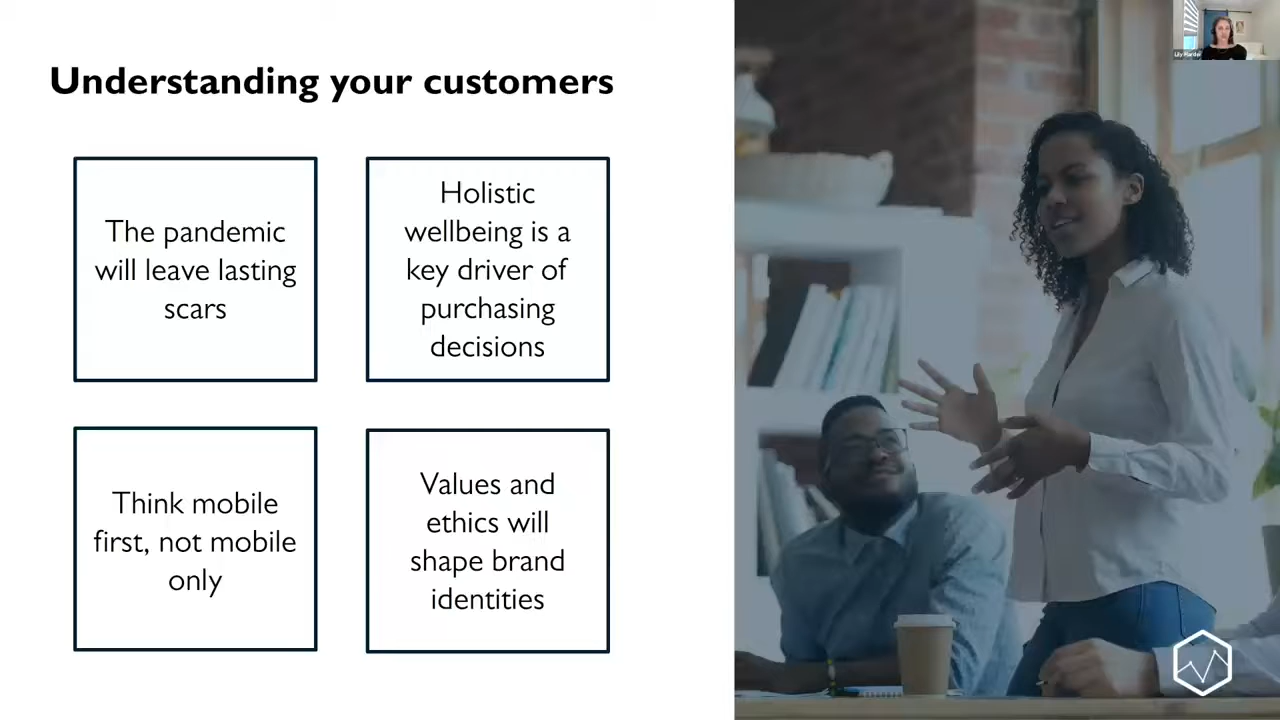 Understanding your customers
The pandemic
will leave lasting
scars
Holistic
wellbeing is a
key driver of
purchasing
decisions
Think mobile
first, not mobile
only
Values and
ethics will
shape brand
identities